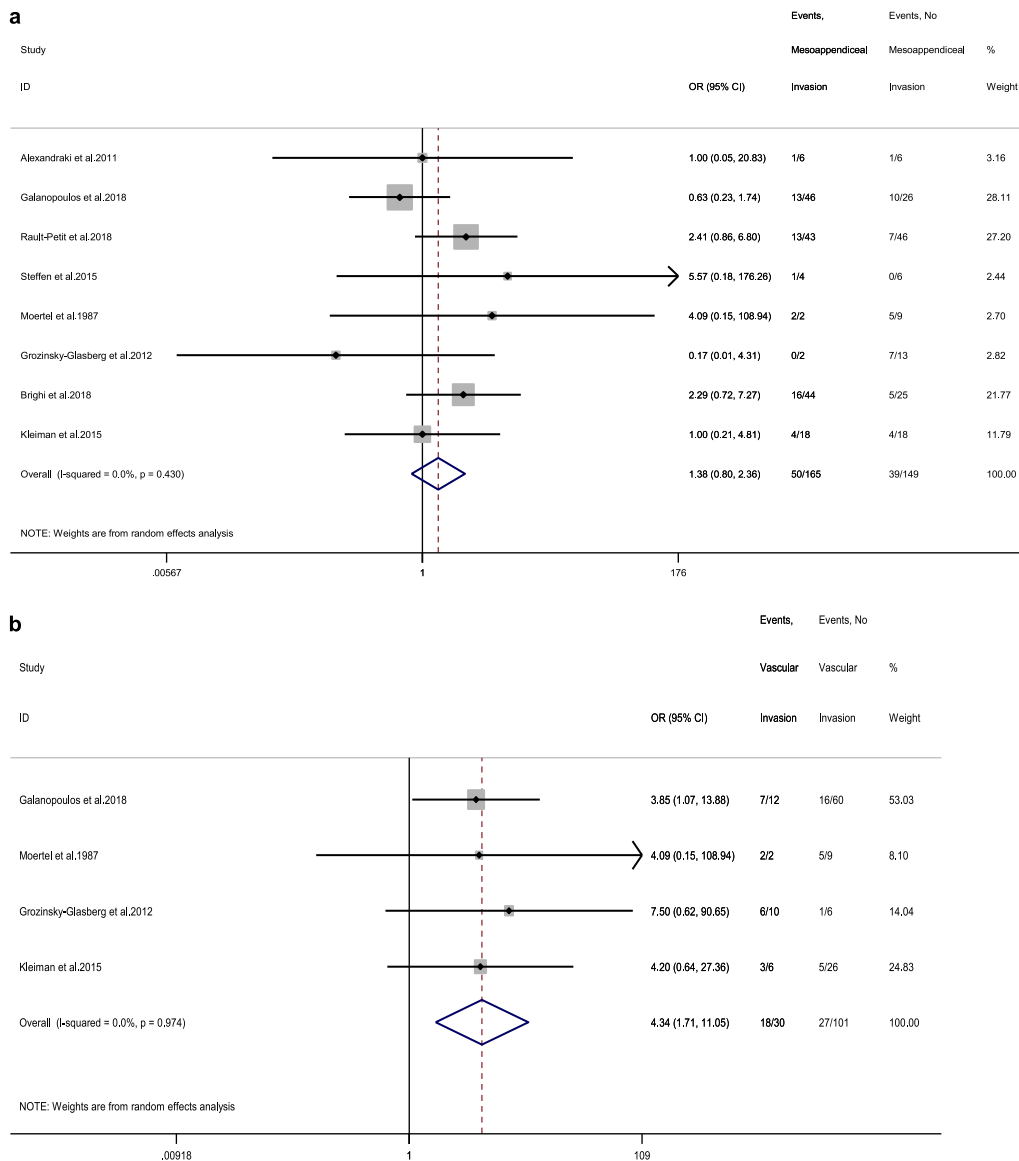 a
Events, Events, No
Study Mesoappendiceal Mesoappendiceal %
ID OR (95% CI) Invasion Invasion Weight
Alexandraki et al.2011 1.00 (0.05, 20.83) 1/6 1/6 3.16
Galanopoulos et.2018 0.63 (0.23, 1.74) 13/46 10/26 28.11
Rault-Petit et al.2018 2.41 (0.86, 6.80) 13/43 7/46 27.20
Steffen et al.2015 5.57 (0.18, 176.26) 1/4 0/6 2.44
Moertel et al.1987 4.09 (0.15, 108.94) 2/2 5/9 2.70
Grozinsky-Glasberg et al.2012 0.17 (0.01, 4.31) 0/2 7/13 2.82
Brighi et al.2018 2.29 (0.72, 7.27) 16/44 5/25 21.77
Kleiman et al.2015 1.00 (0.21, 4.81) 4/18 4/18 11.79
Overall (I-squared = 0.0%, p = 0.430) 1.38 (0.80, 2.36) 50/165 39/149 100.00
NOTE: Weights are from random effects analysis
.00567 1 176
b
Events, Events, No
Study Vascular Vascular %
ID OR (95% CI) Invasion Invasion Weight
Galanopoulos et al.2018 3.85 (1.07, 13.88) 7/12 16/60 53.03
Moertel et al.1987 4.09 (0.15, 108.94) 2/2 5/9 8.10
Grozinsky-Glasberg et al.2012 7.50 (0.62, 90.65) 6/10 1/6 14.04
Kleiman et al.2015 4.20 (0.64, 27.36) 3/6 5/26 24.83
Overall (I-squared = 0.0%, p = 0.974) 4.34 (1.71, 11.05) 18/30 27/101 100.00
NOTE: Weights are from random effects analysis
.00918 1 109